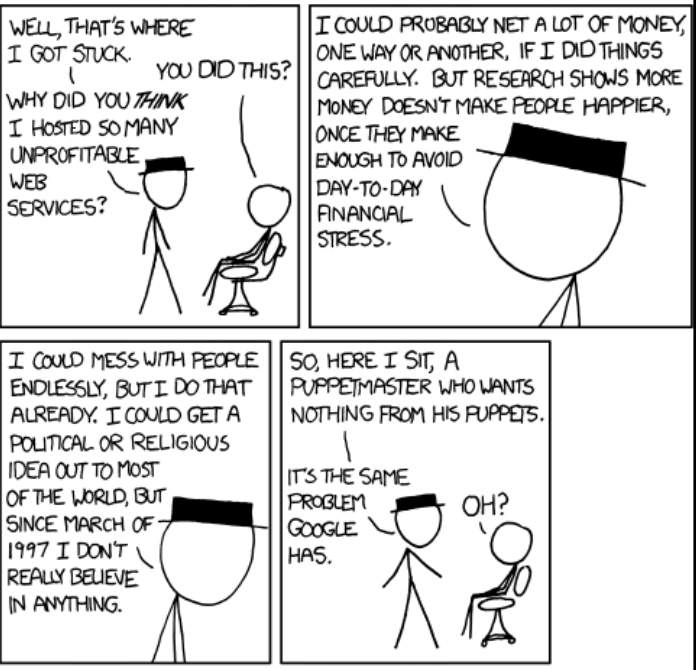 WELL, THAT'S WHERE
I GOT STUCK.
YOU DID THIS?
WHY DID YOU THINK
I HOSTED SO MANY
UNPROFITABLE
WEB
SERVICES?
I COULD PROBABLY NET A LOT OF MONEY,
ONE WAY OR ANOTHER, IF I DID THINGS
CAREFULLY. BUT RESEARCH SHOWS MORE
MONEY DOESN'T MAKE PEOPLE HAPPIER,
ONCE THEY MAKE
ENOUGH TO AVOID
DAY-TO-DAY
FINANCIAL
STRESS.
I COULD MESS WITH PEOPLE
ENDLESSLY, BUT I DO THAT
ALREADY. I COULD GET A
POLITICAL OR RELIGIOUS
IDEA OUT TO MOST
OF THE WORLD, BUT
SINCE MARCH OF
1997 I DON'T
REALLY BELIEVE
IN ANYTHING.
SO, HERE I SIT, A
PUPPETMASTER WHO WANTS
NOTHING FROM HIS PUPPETS.
IT'S THE SAME
PROBLEM
GOOGLE
HAS.
OH?